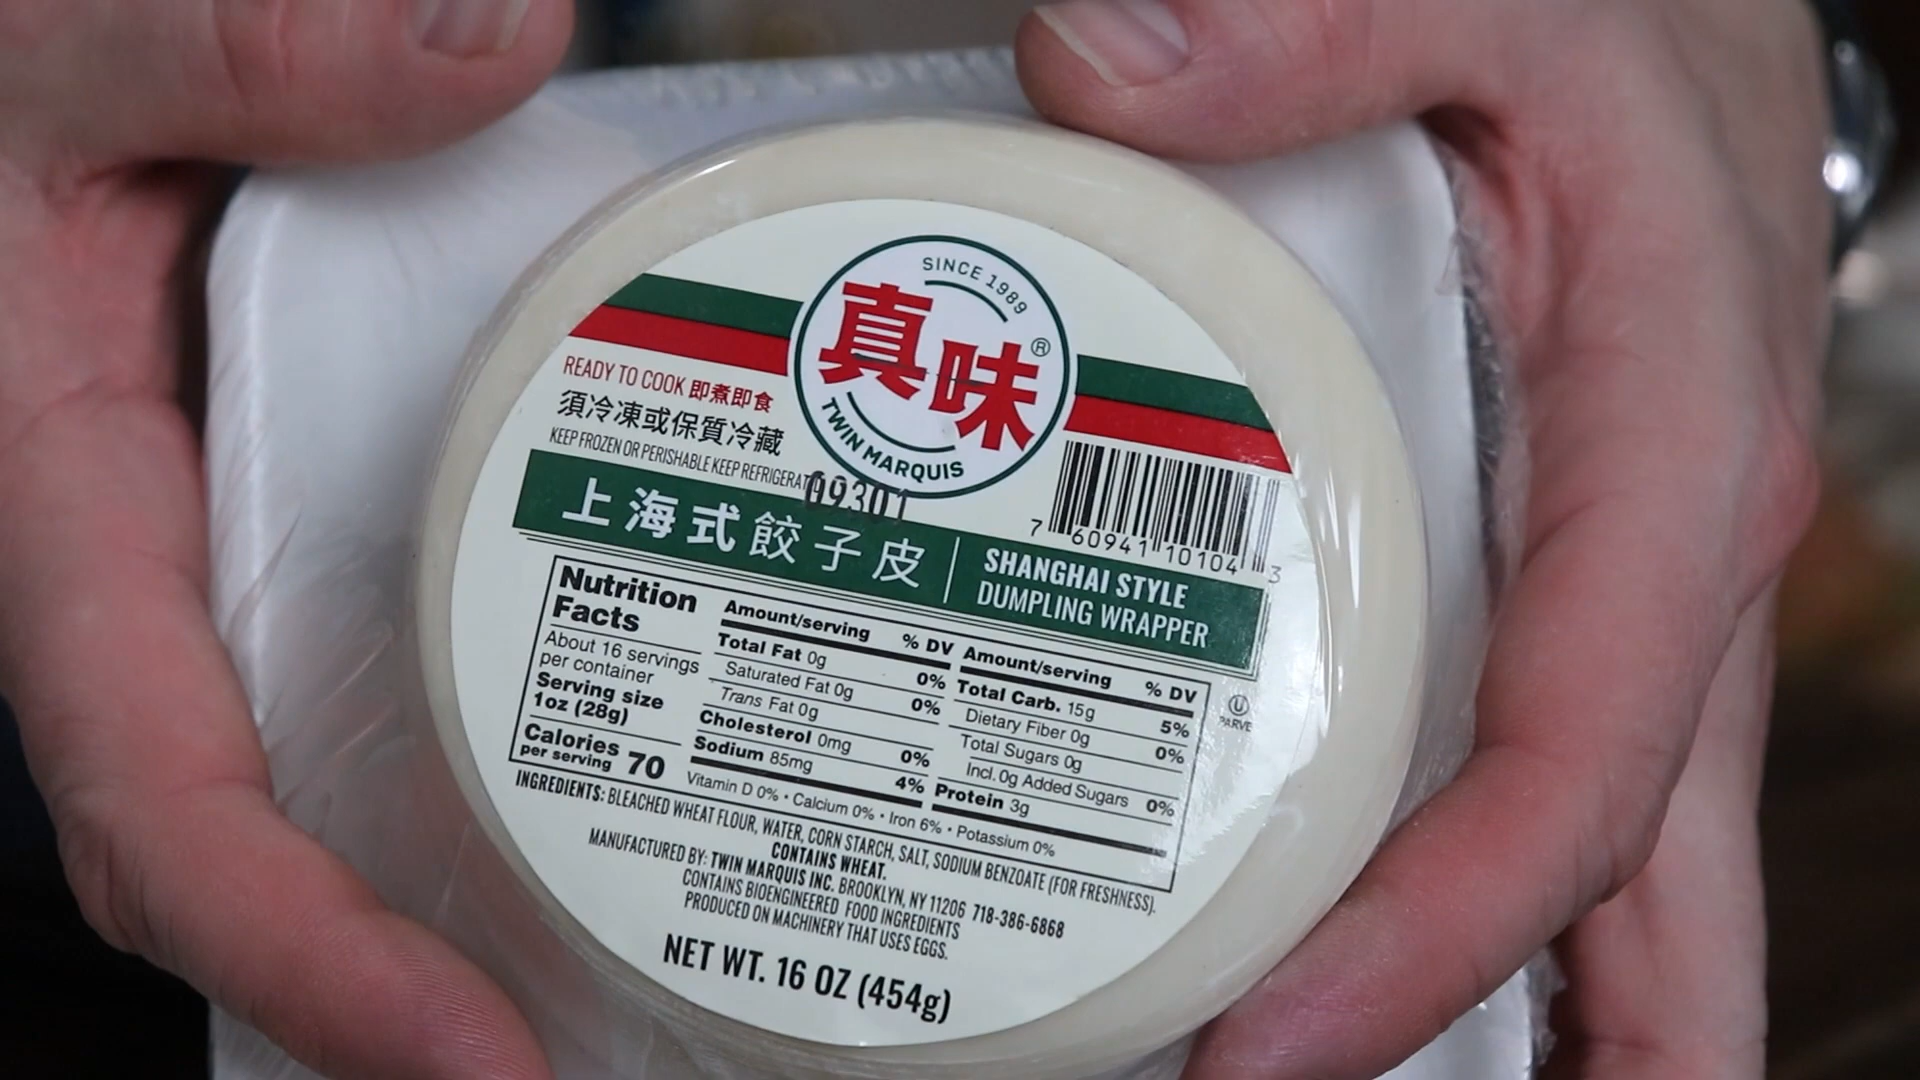 SINCE 1989
真味®
TWIN MARQUIS
READY TO COOK 即煮即食
須冷凍或保質冷藏
KEEP FROZEN OR PERISHABLE KEEP REFRIGERATED
09301
7 60941 10104 3
上海式餃子皮
SHANGHAI STYLE
DUMPLING WRAPPER
Nutrition
Facts
About 16 servings
per container
Serving size
1oz (28g)
Calories 70
per serving
Amount/serving % DV
Total Fat 0g 0%
Saturated Fat 0g 0%
Trans Fat 0g
Cholesterol 0mg 0%
Sodium 85mg 4%
Amount/serving % DV
Total Carb. 15g 5%
Dietary Fiber 0g 0%
Total Sugars 0g
Incl. 0g Added Sugars 0%
Protein 3g
Vitamin D 0% • Calcium 0% • Iron 6% • Potassium 0%
U
PARVE
INGREDIENTS: BLEACHED WHEAT FLOUR, WATER, CORN STARCH, SALT, SODIUM BENZOATE (FOR FRESHNESS).
CONTAINS WHEAT.
MANUFACTURED BY: TWIN MARQUIS INC. BROOKLYN, NY 11206 718-386-6868
CONTAINS BIOENGINEERED FOOD INGREDIENTS
PRODUCED ON MACHINERY THAT USES EGGS.
NET WT. 16 OZ (454g)